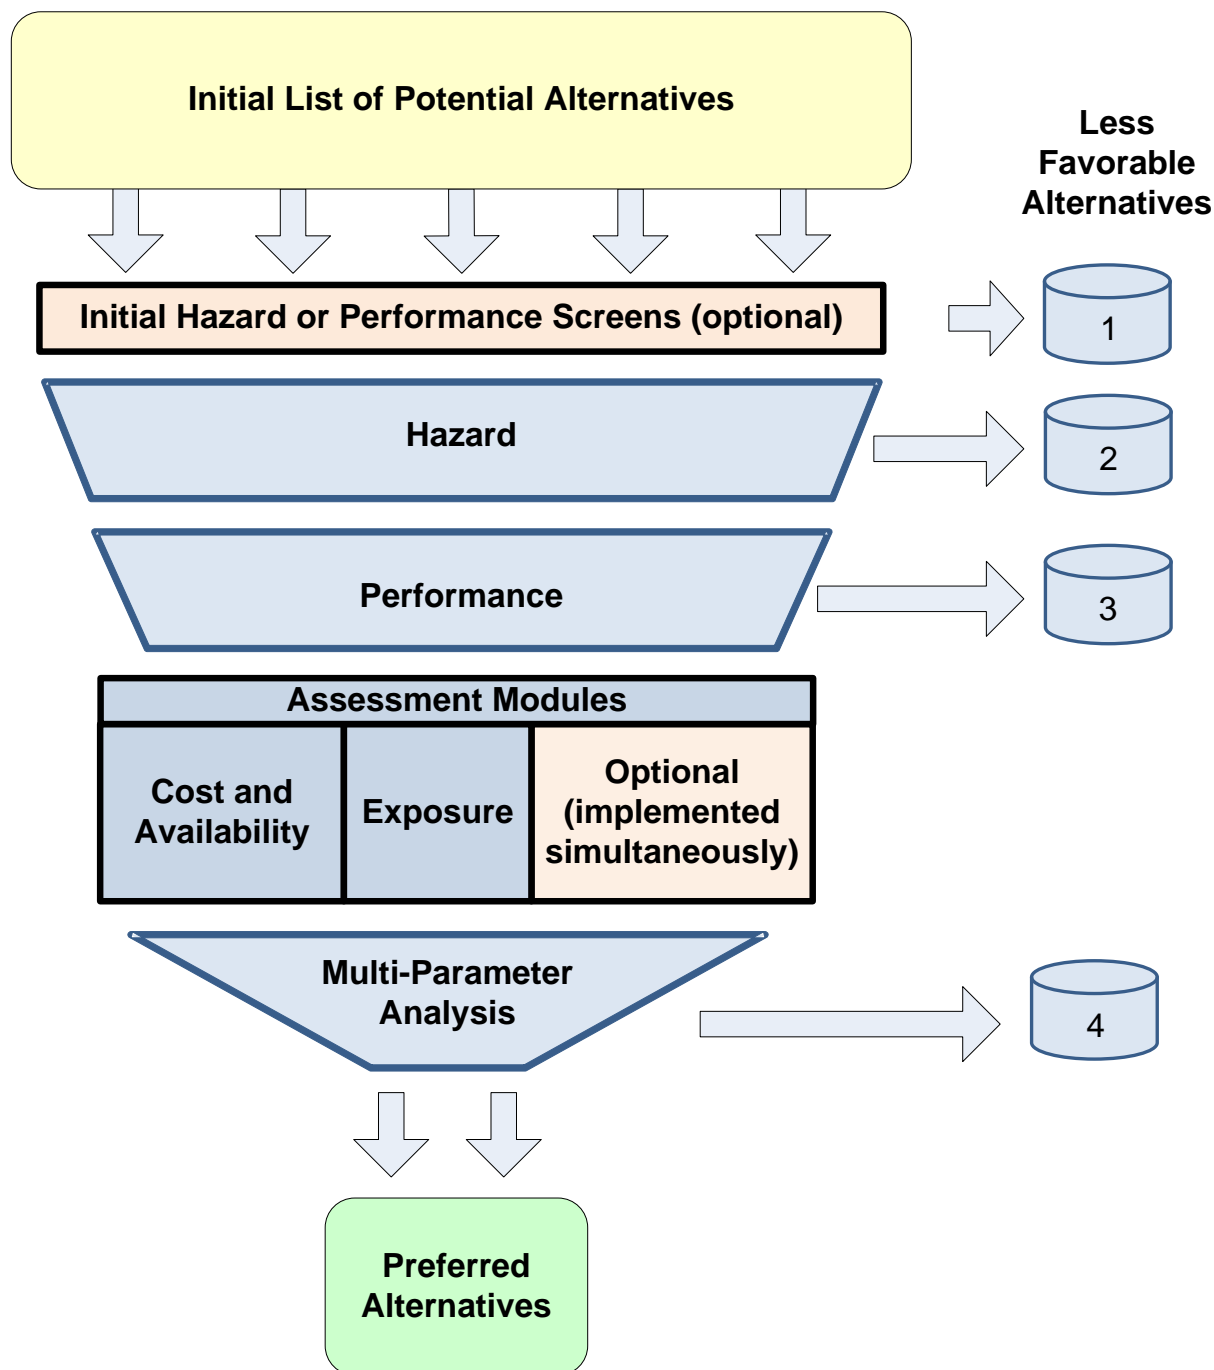 Initial List of Potential Alternatives
Less
Favorable
Alternatives
Initial Hazard or Performance Screens (optional)
1
Hazard
2
Performance
3
Assessment Modules
Cost and
Availability
Exposure
Optional
(implemented
simultaneously)
Multi-Parameter
Analysis
4
Preferred
Alternatives